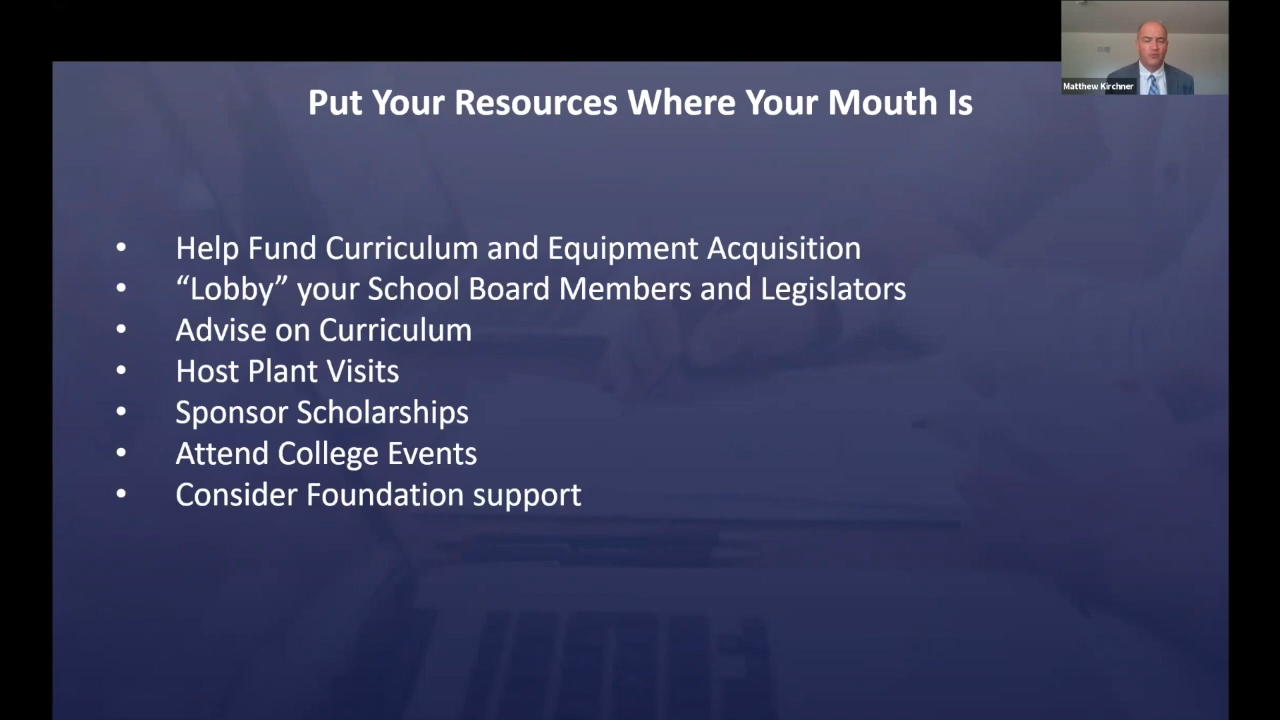 Matthew Kirchner
Put Your Resources Where Your Mouth Is
• Help Fund Curriculum and Equipment Acquisition
• “Lobby” your School Board Members and Legislators
• Advise on Curriculum
• Host Plant Visits
• Sponsor Scholarships
• Attend College Events
• Consider Foundation support